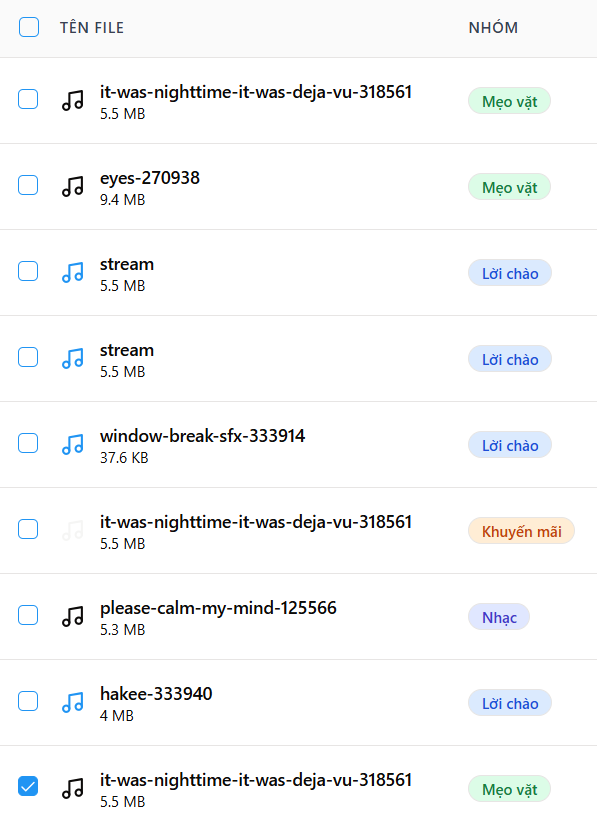 TÊN FILE NHÓM
it-was-nighttime-it-was-deja-vu-318561 Mẹo vặt
5.5 MB
eyes-270938 Mẹo vặt
9.4 MB
stream Lời chào
5.5 MB
stream Lời chào
5.5 MB
window-break-sfx-333914 Lời chào
37.6 KB
it-was-nighttime-it-was-deja-vu-318561 Khuyến mãi
5.5 MB
please-calm-my-mind-125566 Nhạc
5.3 MB
hakee-333940 Lời chào
4 MB
it-was-nighttime-it-was-deja-vu-318561 Mẹo vặt
5.5 MB